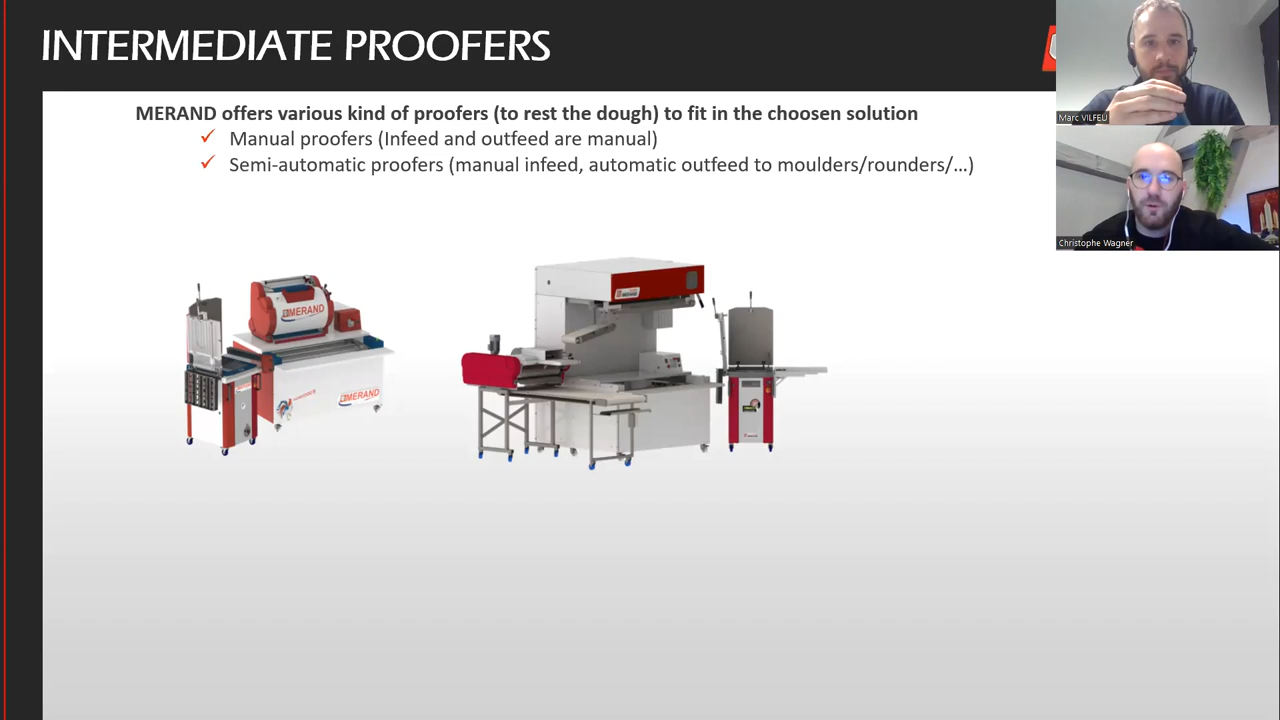 INTERMEDIATE PROOFERS
MERAND offers various kind of proofers (to rest the dough) to fit in the choosen solution
Manual proofers (Infeed and outfeed are manual)
Semi-automatic proofers (manual infeed, automatic outfeed to moulders/rounders/…)
Marc VILFEU
Christophe Wagner
MERAND
MERAND
MERAND